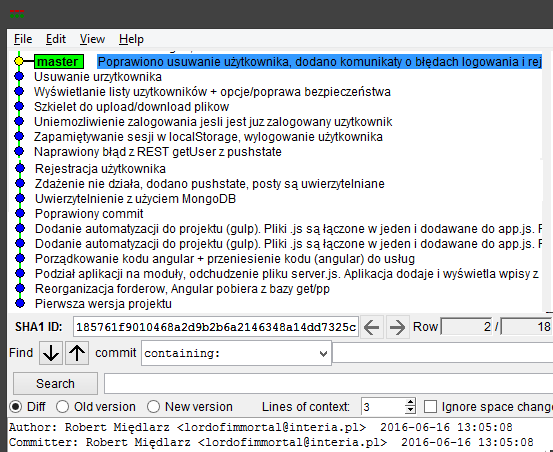 File Edit View Help
master Poprawiono usuwanie użytkownika, dodano komunikaty o błędach logowania i rej
Usuwanie urzytkownika
Wyświetlanie listy uzytkowników + opcje/poprawa bezpieczeństwa
Szkielet do upload/download plikow
Uniemozliwienie zalogowania jesli jest juz zalogowany uzytkownik
Zapamiętywanie sesji w localStorage, wylogowanie użytkownika
Naprawiony błąd z REST getUser z pushstate
Rejestracja użytkownika
Zdażenie nie działa, dodano pushstate, posty są uwierzytelniane
Uwierzytelnienie z użyciem MongoDB
Poprawiony commit
Dodanie automatyzacji do projektu (gulp). Pliki .js są łączone w jeden i dodawane do app.js. F
Dodanie automatyzacji do projektu (gulp). Pliki .js są łączone w jeden i dodawane do app.js. F
Porządkowanie kodu angular + przeniesienie kodu (angular) do usług
Podział aplikacji na moduły, odchudzenie pliku server.js. Aplikacja dodaje i wyświetla wpisy z
Reorganizacja forderow, Angular pobiera z bazy get/pp
Pierwsza wersja projektu
SHA1 ID: 185761f9010468a2d9b2b6a2146348a14dd7325c Row 2 / 18
Find commit containing:
Search
Diff Old version New version Lines of context: 3 Ignore space change
Author: Robert Międlarz <lordofimmortal@interia.pl> 2016-06-16 13:05:08
Committer: Robert Międlarz <lordofimmortal@interia.pl> 2016-06-16 13:05:08